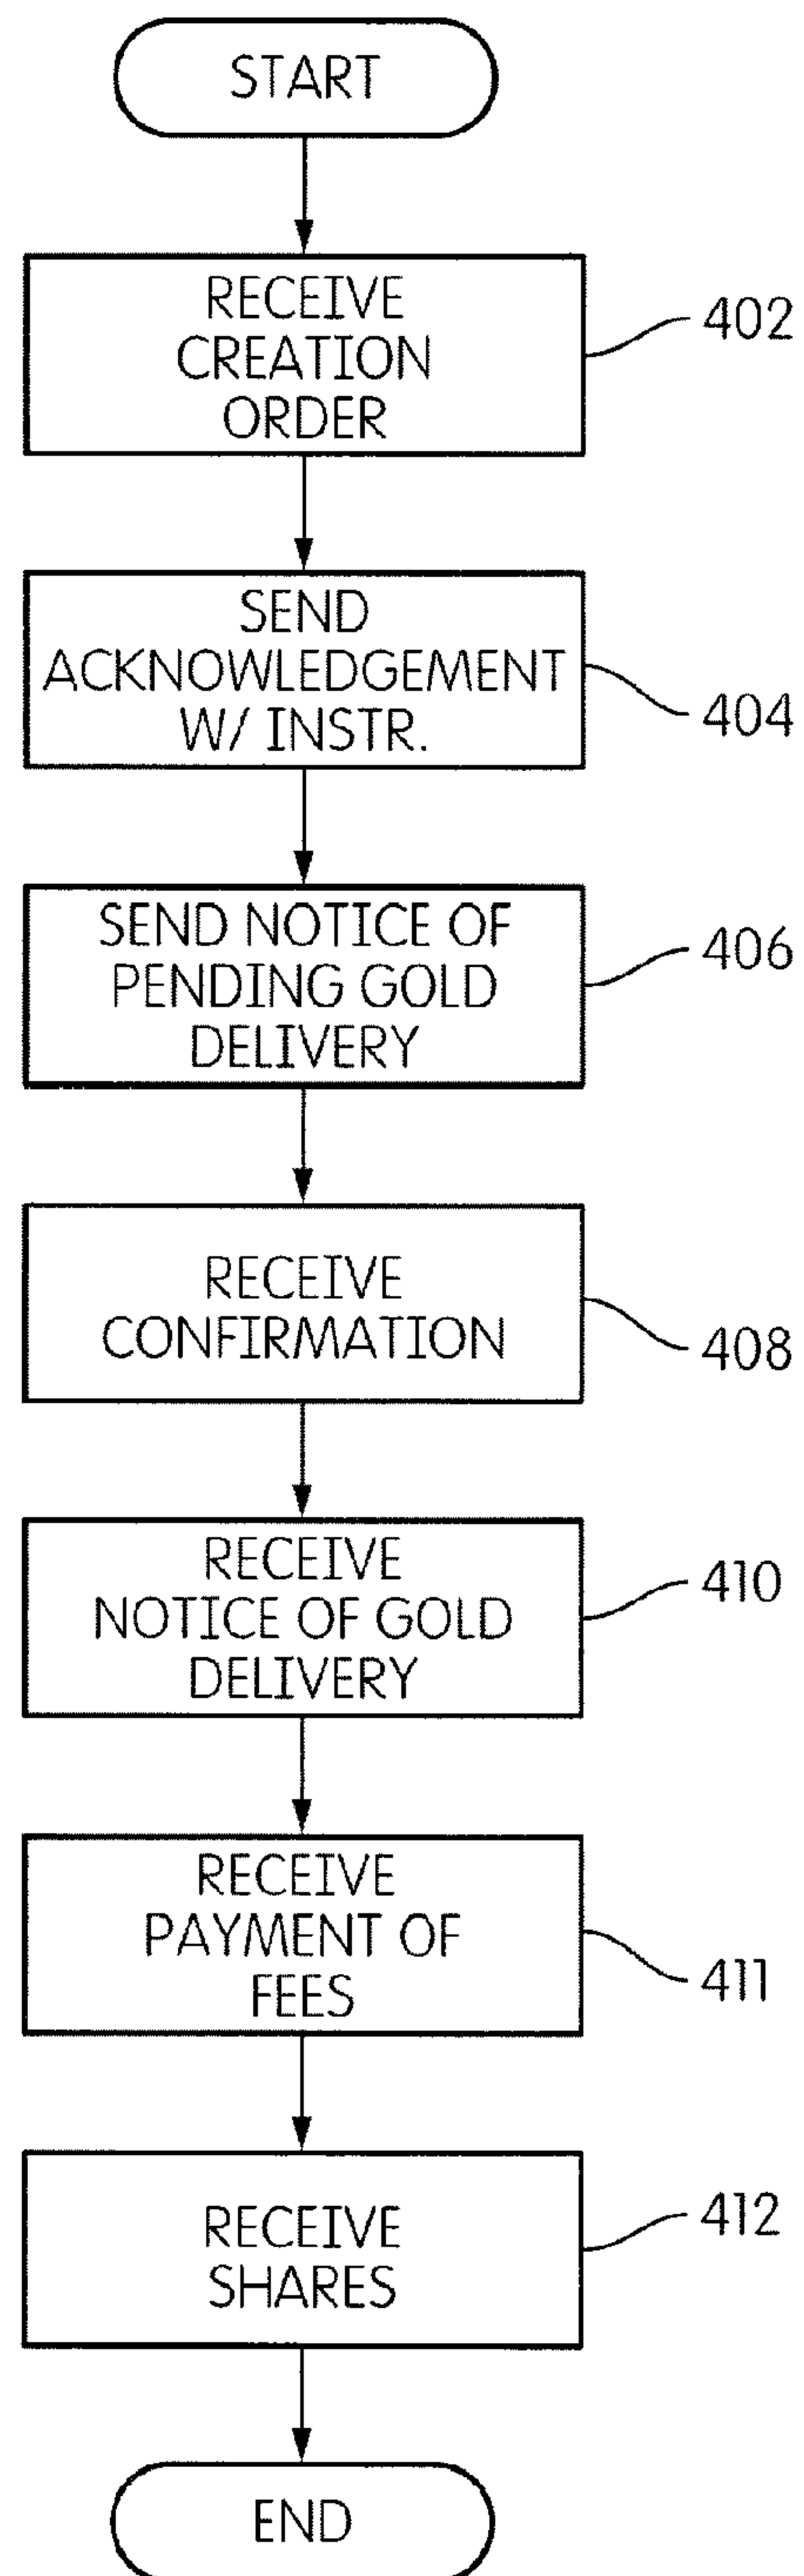 START
RECEIVE
CREATION
ORDER
402
SEND
ACKNOWLEDGEMENT
W/ INSTR.
404
SEND NOTICE OF
PENDING GOLD
DELIVERY
406
RECEIVE
CONFIRMATION
408
RECEIVE
NOTICE OF GOLD
DELIVERY
410
RECEIVE
PAYMENT OF
FEES
411
RECEIVE
SHARES
412
END